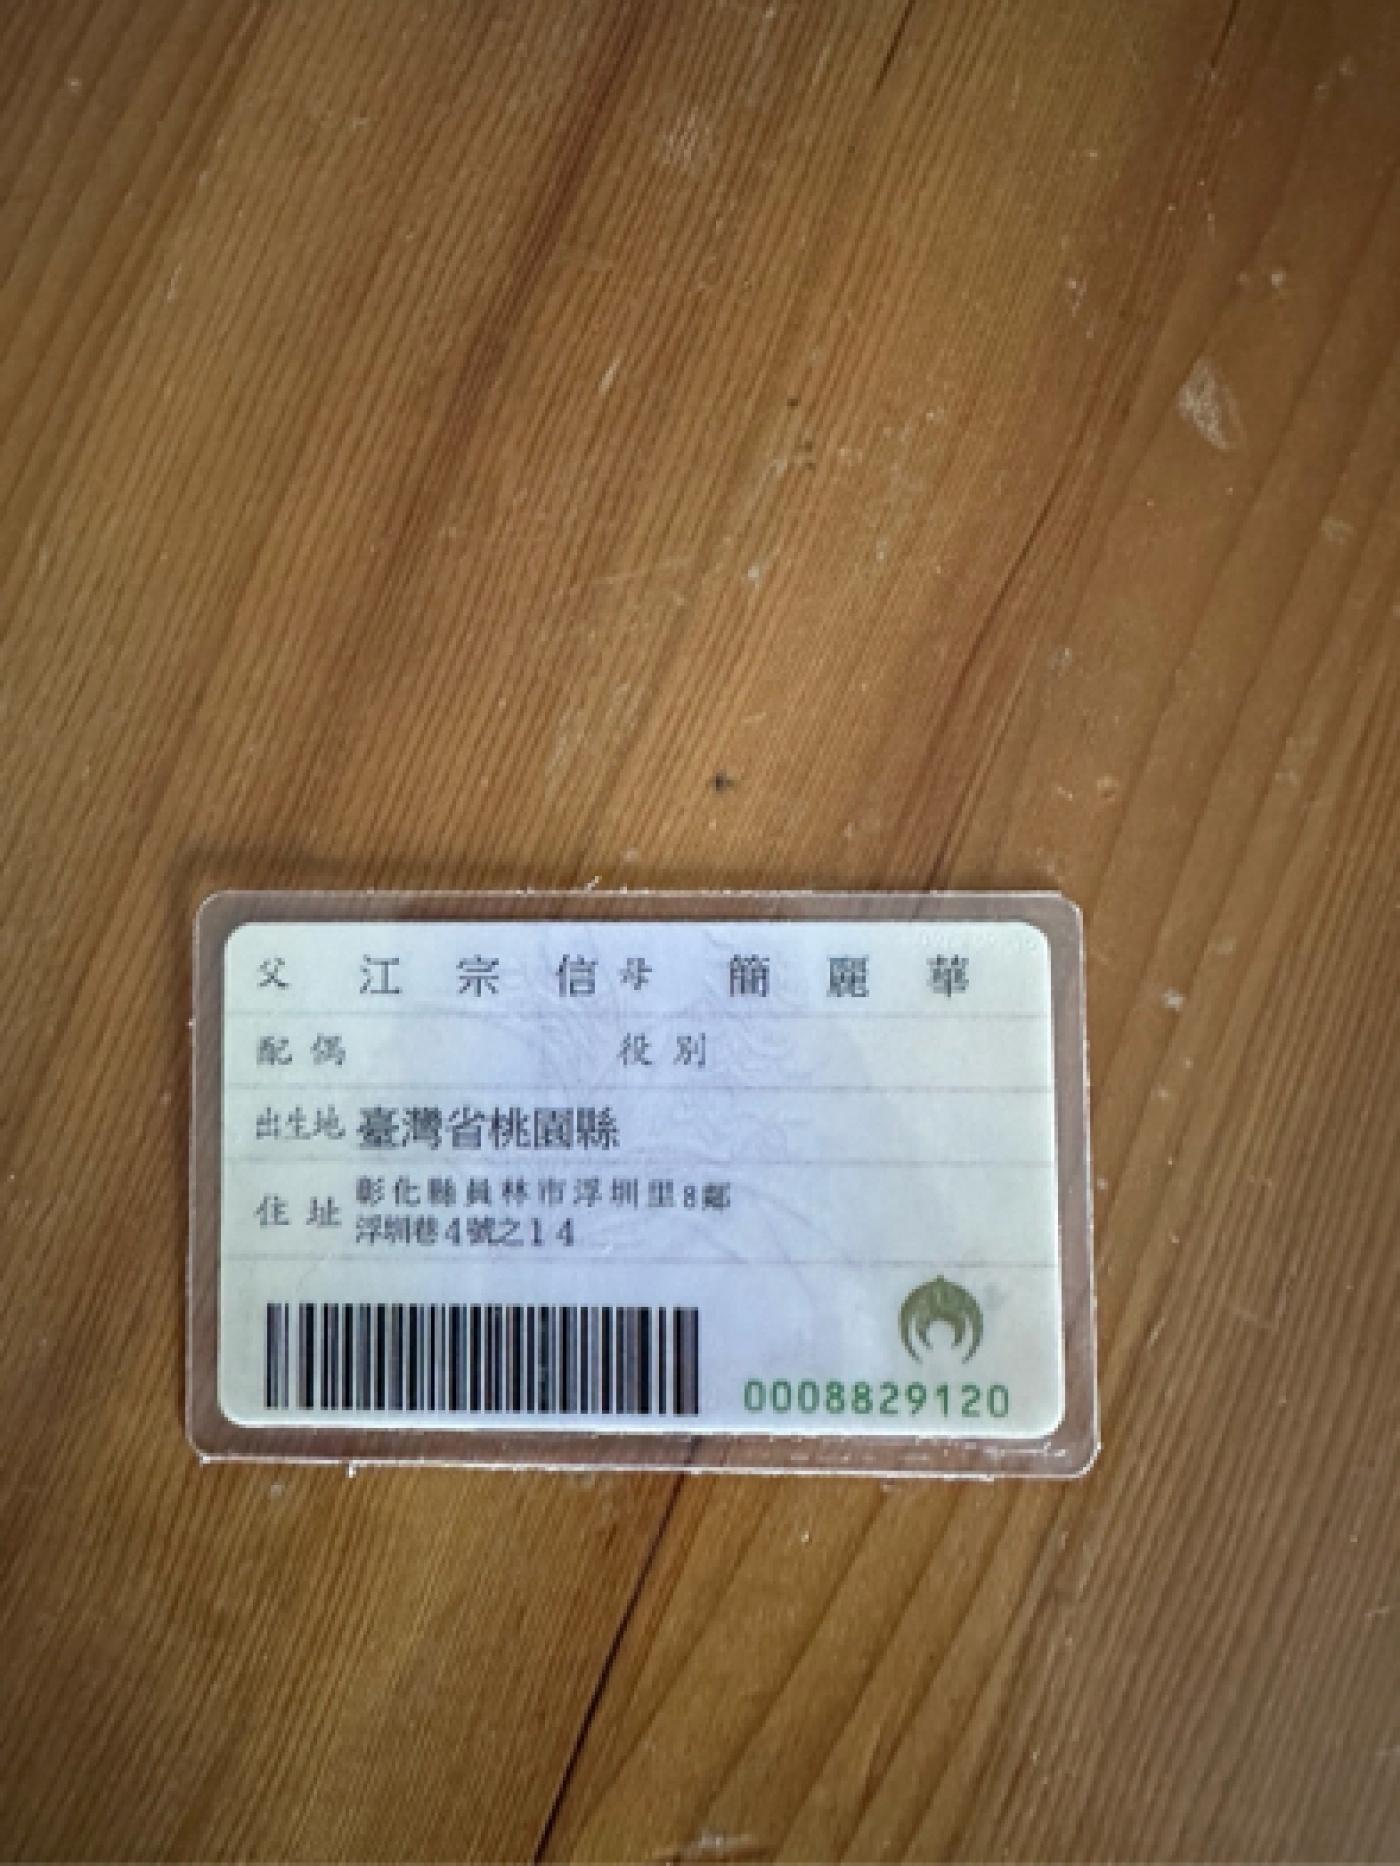 父 江宗信 母 簡麗華
配偶 役別
出生地 臺灣省桃園縣
住址 彰化縣員林市浮圳里8鄰
浮圳巷4號之14
0008829120